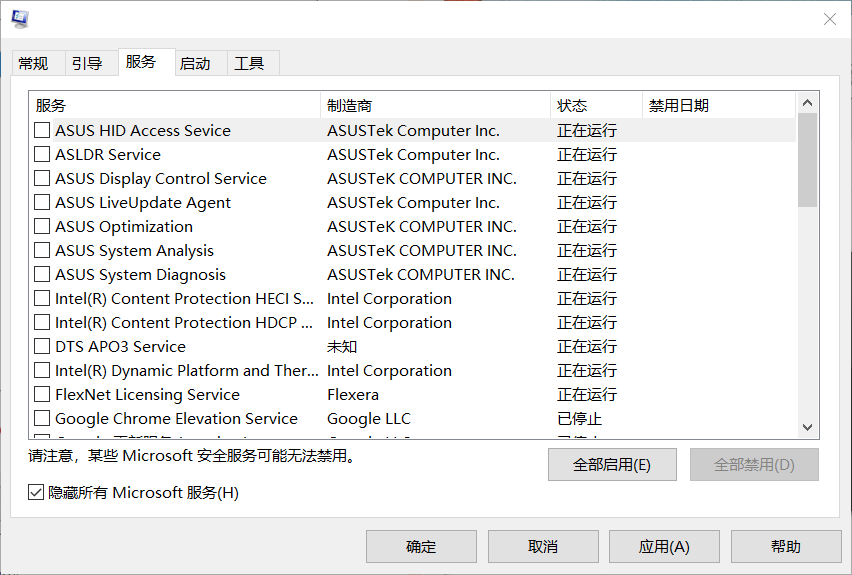 常规 引导 服务 启动 工具
服务 制造商 状态 禁用日期
ASUS HID Access Sevice ASUSTek Computer Inc. 正在运行
ASLDR Service ASUSTek Computer Inc. 正在运行
ASUS Display Control Service ASUSTeK COMPUTER INC. 正在运行
ASUS LiveUpdate Agent ASUSTek Computer Inc. 正在运行
ASUS Optimization ASUSTeK COMPUTER INC. 正在运行
ASUS System Analysis ASUSTeK COMPUTER INC. 正在运行
ASUS System Diagnosis ASUSTek COMPUTER INC. 正在运行
Intel(R) Content Protection HECI S... Intel Corporation 正在运行
Intel(R) Content Protection HDCP ... Intel Corporation 正在运行
DTS APO3 Service 未知 正在运行
Intel(R) Dynamic Platform and Ther... Intel Corporation 正在运行
FlexNet Licensing Service Flexera 正在运行
Google Chrome Elevation Service Google LLC 已停止
请注意，某些 Microsoft 安全服务可能无法禁用。
全部启用(E) 全部禁用(D)
隐藏所有 Microsoft 服务(H)
确定 取消 应用(A) 帮助